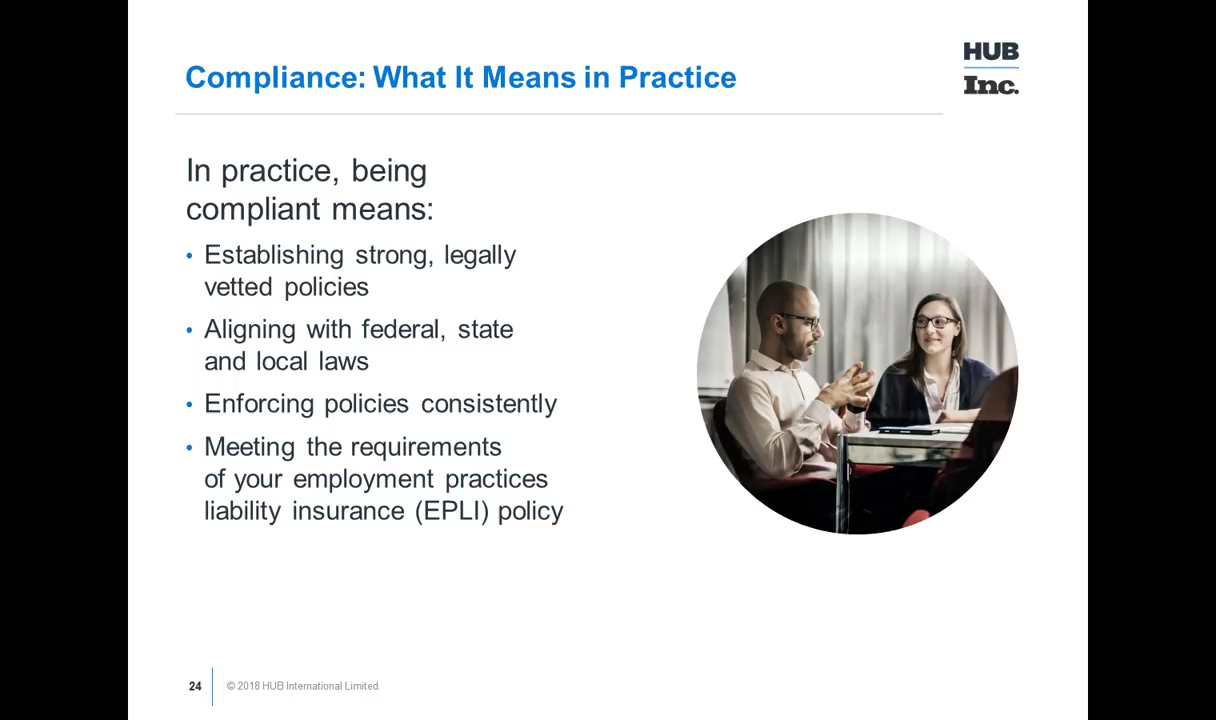 Compliance: What It Means in Practice
HUB
Inc.
In practice, being
compliant means:
• Establishing strong, legally
vetted policies
• Aligning with federal, state
and local laws
• Enforcing policies consistently
• Meeting the requirements
of your employment practices
liability insurance (EPLI) policy
24
© 2018 HUB International Limited.